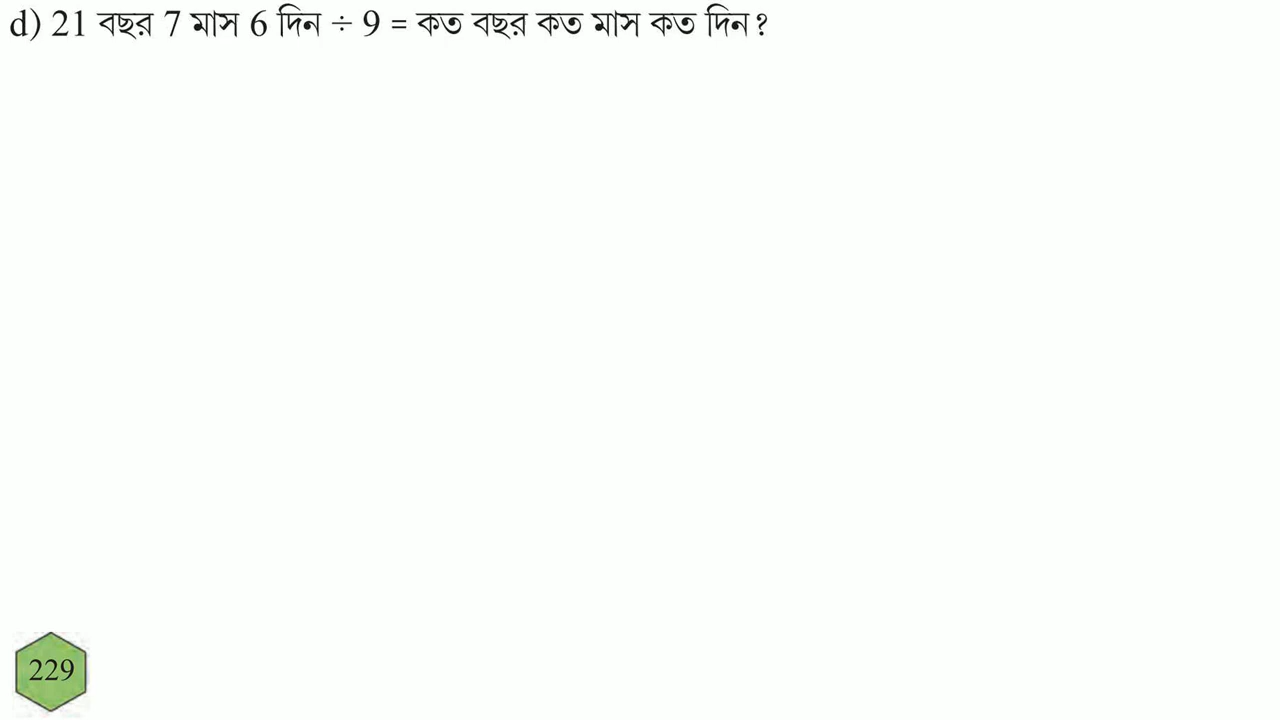 d) 21 বছর 7 মাস 6 দিন ÷ 9 = কত বছর কত মাস কত দিন?
229